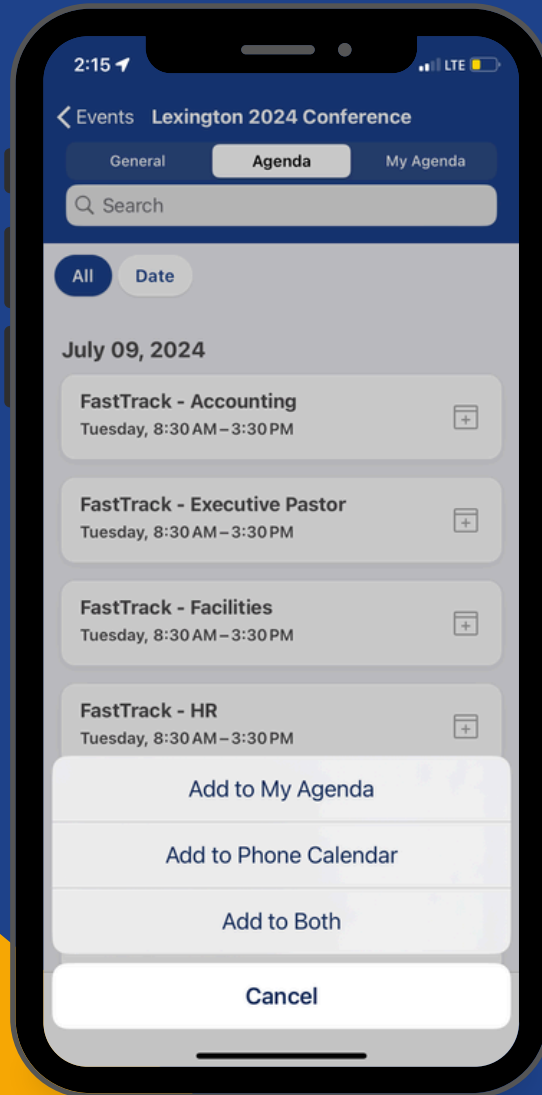 2:15 LTE
Events Lexington 2024 Conference
General Agenda My Agenda
Search
All Date
July 09, 2024
FastTrack - Accounting
Tuesday, 8:30 AM – 3:30 PM
FastTrack - Executive Pastor
Tuesday, 8:30 AM – 3:30 PM
FastTrack - Facilities
Tuesday, 8:30 AM – 3:30 PM
FastTrack - HR
Tuesday, 8:30 AM – 3:30 PM
Add to My Agenda
Add to Phone Calendar
Add to Both
Cancel